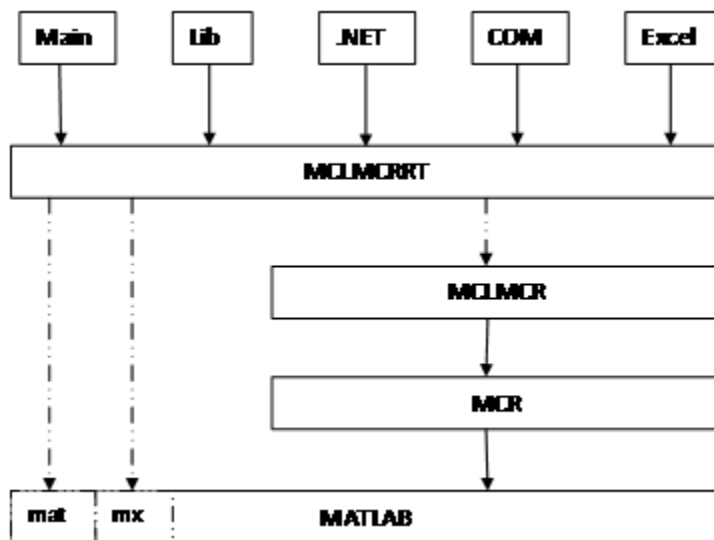 Main Lib .NET COM Excel
MCLMCRRT
MCLMCR
MCR
mat mx MATLAB